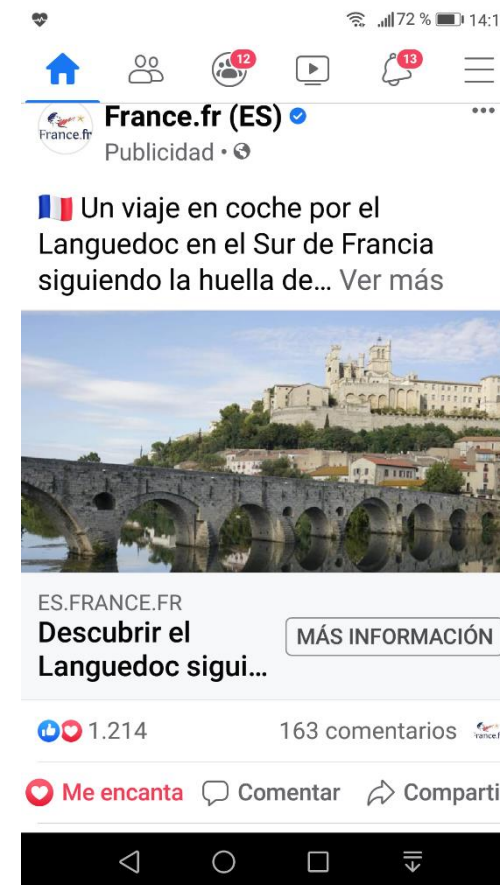 72 % 14:1
12
13
France.fr
France.fr (ES)
Publicidad •
Un viaje en coche por el
Languedoc en el Sur de Francia
siguiendo la huella de... Ver más
ES.FRANCE.FR
Descubrir el
Languedoc sigui...
MÁS INFORMACIÓN
1.214
163 comentarios
Me encanta
Comentar
Comparti